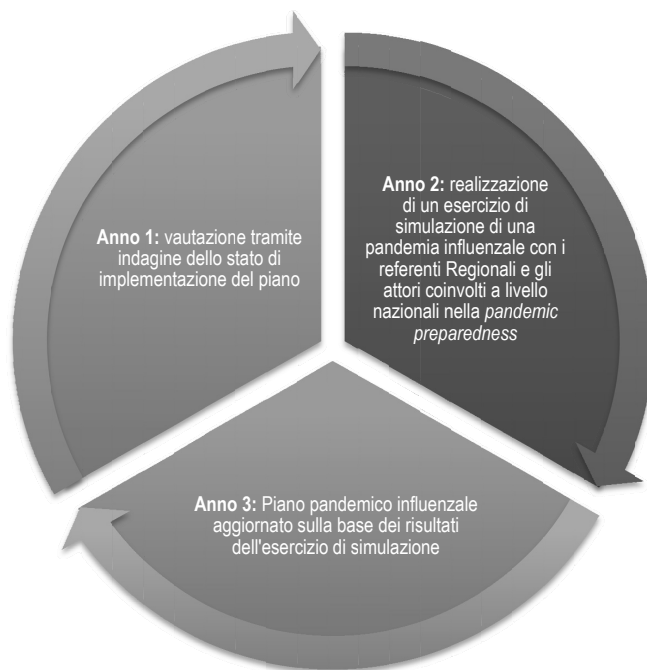 Anno 1: vautazione tramite
indagine dello stato di
implementazione del piano
Anno 2: realizzazione
di un esercizio di
simulazione di una
pandemia influenzale con i
referenti Regionali e gli
attori coinvolti a livello
nazionali nella pandemic
preparedness
Anno 3: Piano pandemico influenzale
aggiornato sulla base dei risultati
dell'esercizio di simulazione